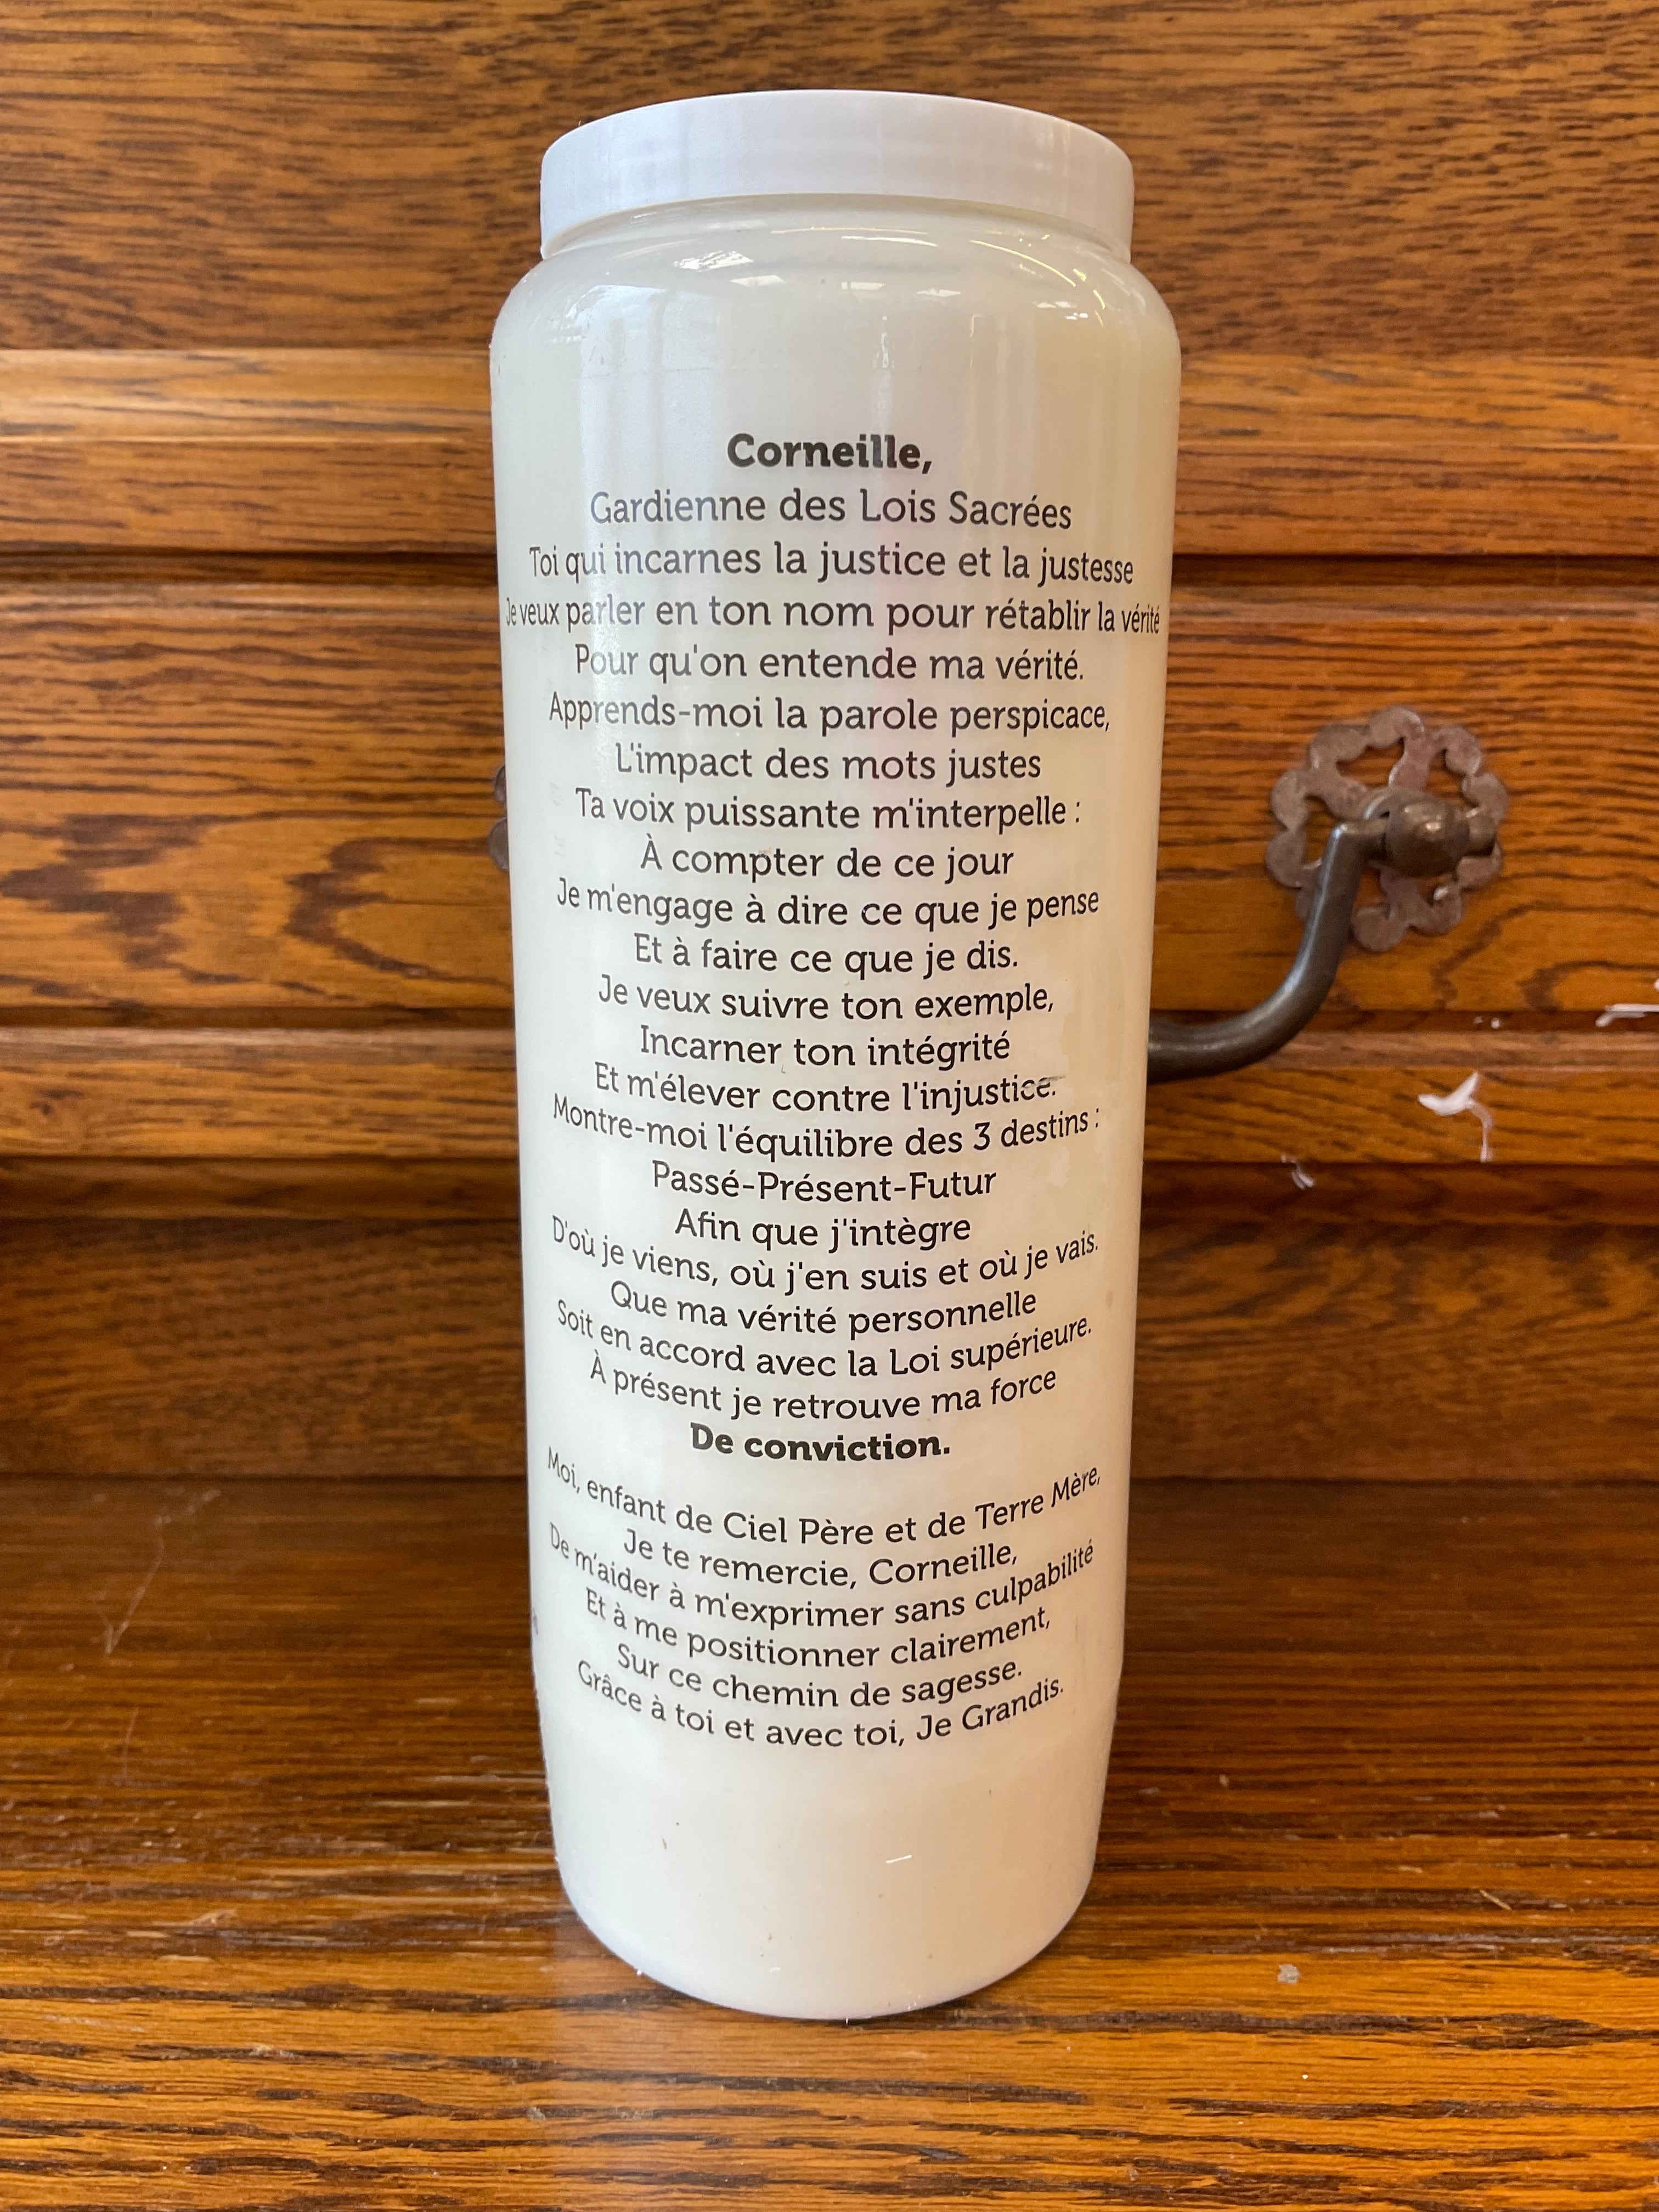 Corneille,
Gardienne des Lois Sacrées
Toi qui incarnes la justice et la justesse
Je veux parler en ton nom pour rétablir la vérité
Pour qu'on entende ma vérité.
Apprends-moi la parole perspicace,
L'impact des mots justes
Ta voix puissante m'interpelle :
À compter de ce jour
Je m'engage à dire ce que je pense
Et à faire ce que je dis.
Je veux suivre ton exemple,
Incarner ton intégrité
Et m'élever contre l'injustice.
Montre-moi l'équilibre des 3 destins :
Passé-Présent-Futur
Afin que j'intègre
D'où je viens, où j'en suis et où je vais.
Que ma vérité personnelle
Soit en accord avec la Loi supérieure.
À présent je retrouve ma force
De conviction.
Moi, enfant de Ciel Père et de Terre Mère,
Je te remercie, Corneille,
De m'aider à m'exprimer sans culpabilité
Et à me positionner clairement,
Sur ce chemin de sagesse.
Grâce à toi et avec toi, Je Grandis.